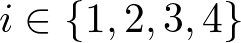 i ∈ {1, 2, 3, 4}